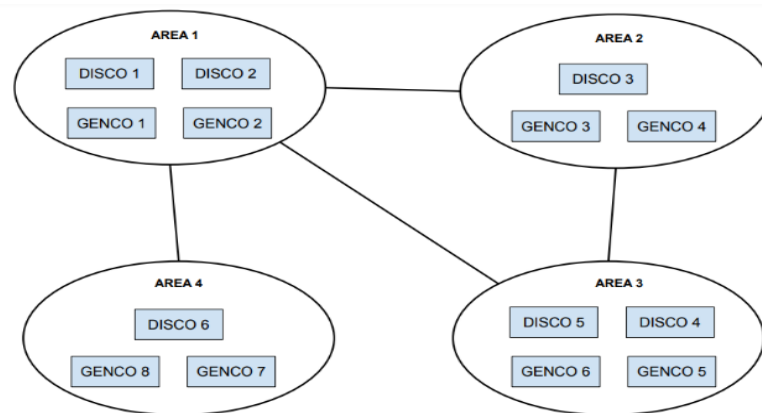 AREA 1
DISCO 1 DISCO 2
GENCO 1 GENCO 2
AREA 2
DISCO 3
GENCO 3 GENCO 4
AREA 4
DISCO 6
GENCO 8 GENCO 7
AREA 3
DISCO 5 DISCO 4
GENCO 6 GENCO 5